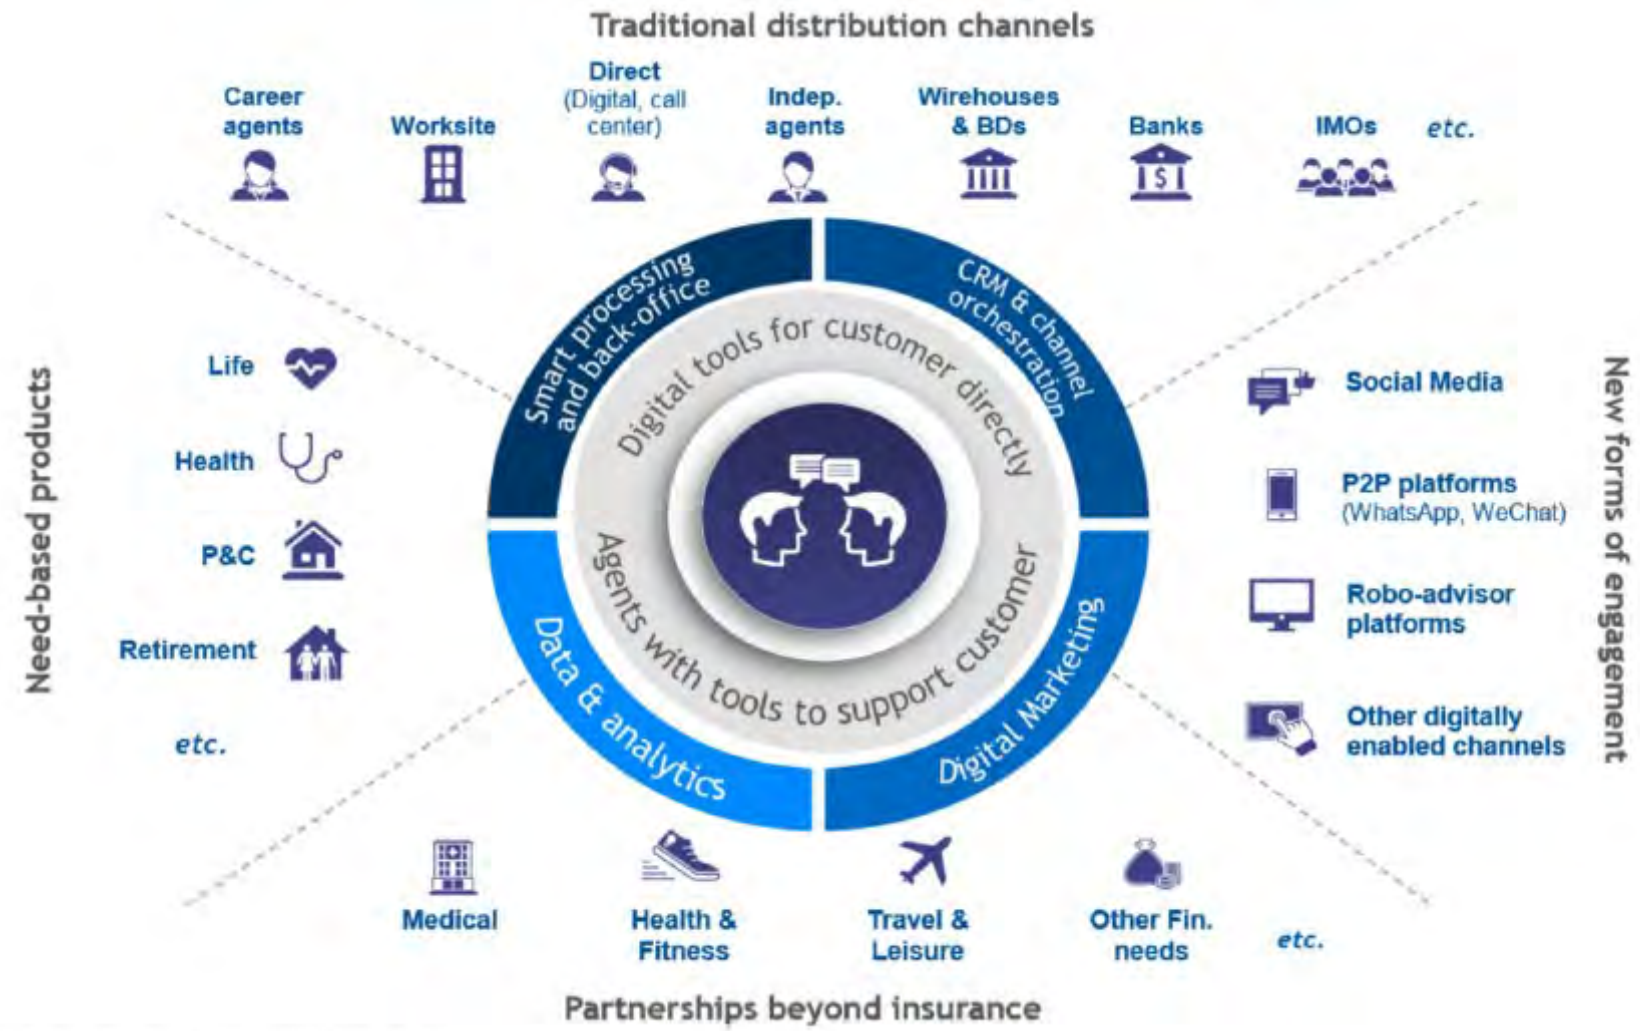 Traditional distribution channels
Career
agents
Worksite
Direct
(Digital, call
center)
Indep.
agents
Wirehouses
& BDs
Banks
IMOs
etc.
Need-based products
Life
Health
P&C
Retirement
etc.
Smart processing
and back-office
CRM & channel
orchestration
Digital tools for customer directly
Agents with tools to support customer
Data & analytics
Digital Marketing
New forms of engagement
Social Media
P2P platforms
(WhatsApp, WeChat)
Robo-advisor
platforms
Other digitally
enabled channels
Medical
Health &
Fitness
Travel &
Leisure
Other Fin.
needs
etc.
Partnerships beyond insurance